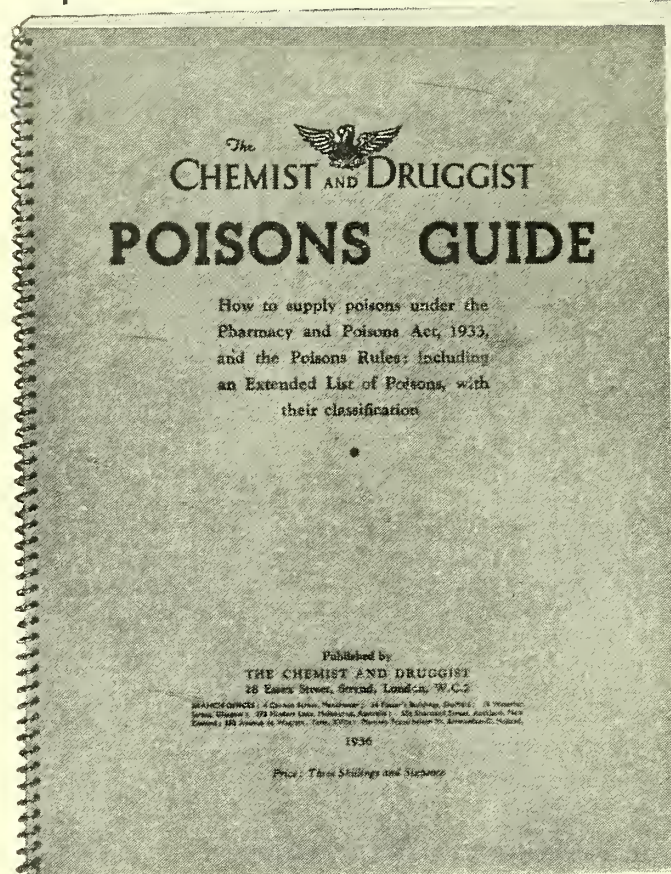 The
CHEMIST AND DRUGGIST
POISONS GUIDE
How to supply poisons under the
Pharmacy and Poisons Act, 1933,
and the Poisons Rules; including
an Extended List of Poisons, with
their classification
Published by
THE CHEMIST AND DRUGGIST
28 Essex Street, Strand, London, W.C.2
BRANCH OFFICES:
1936
Price: Three Shillings and Sixpence